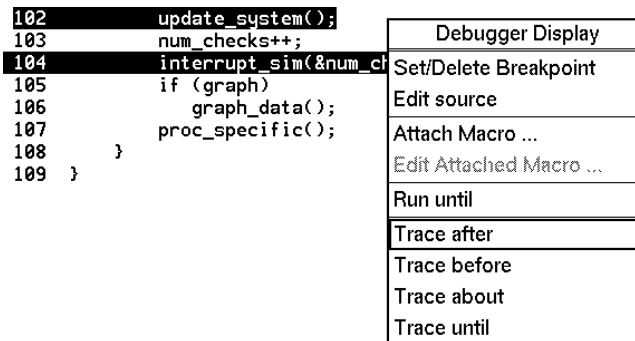 102 update_system();
103 num_checks++;
104 interrupt_sim(&num_ch
105 if (graph)
106 graph_data();
107 proc_specific();
108 }
109 }
Debugger Display
Set/Delete Breakpoint
Edit source
Attach Macro ...
Edit Attached Macro ...
Run until
Trace after
Trace before
Trace about
Trace until